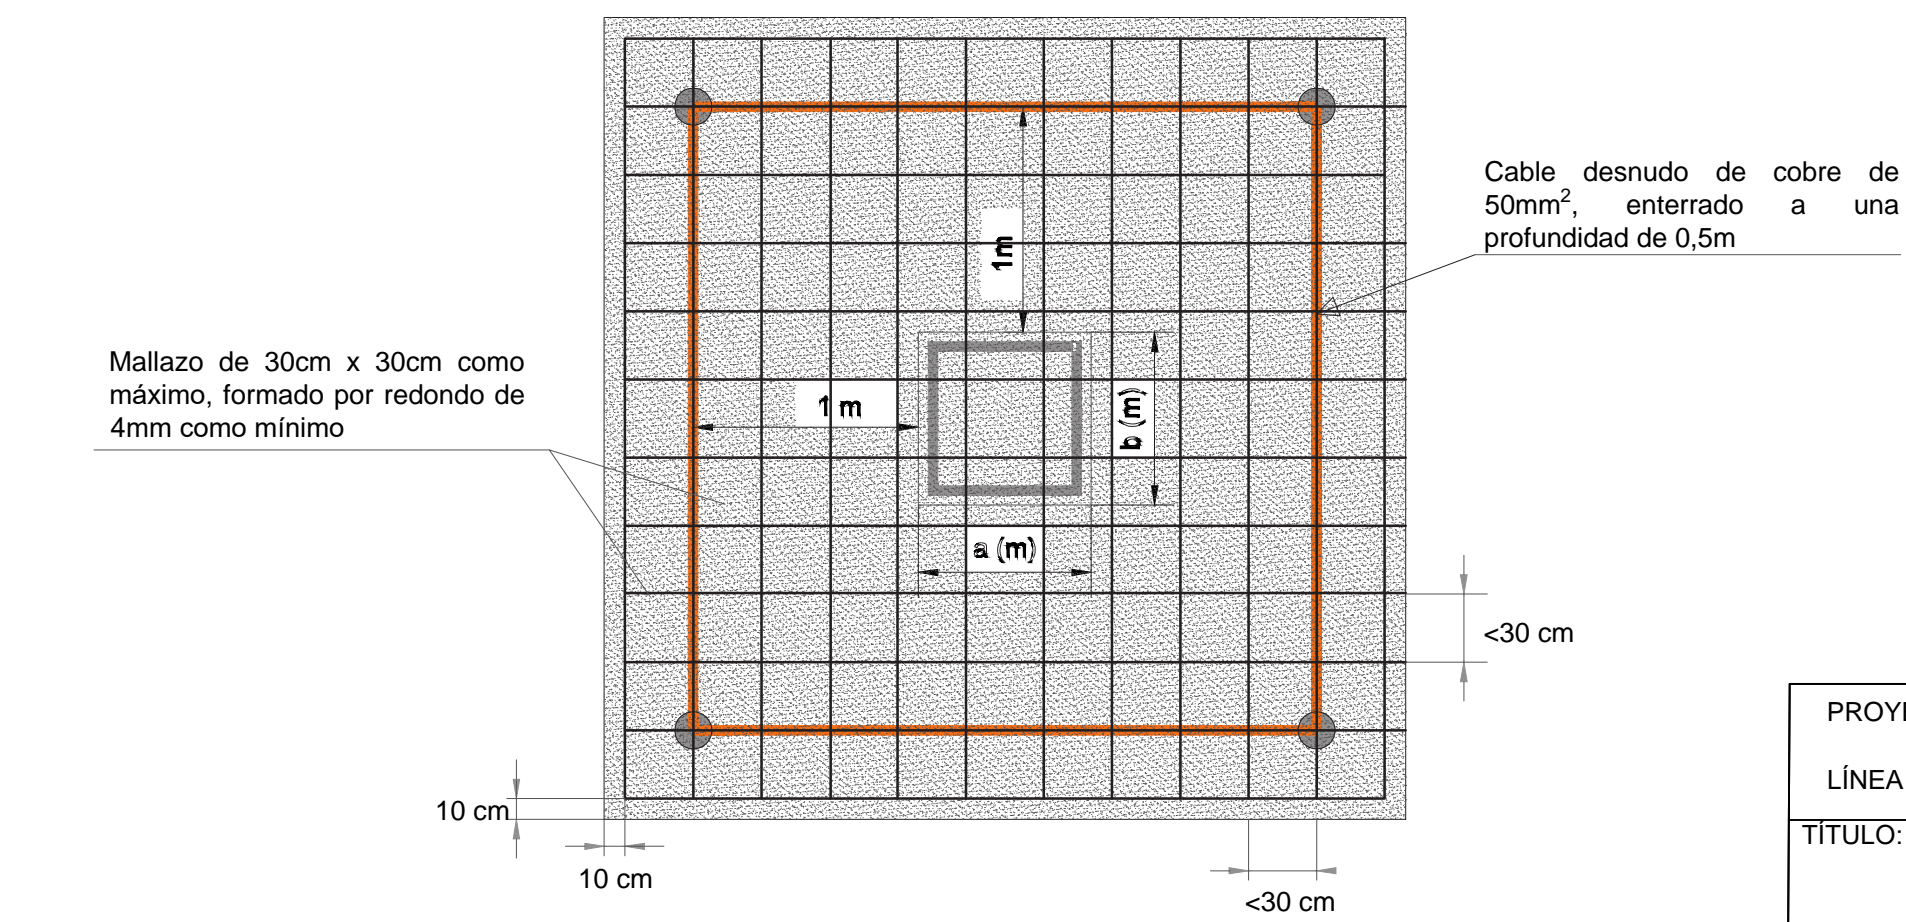 Cable desnudo de cobre de
50mm², enterrado a una
profundidad de 0,5m
1m
Mallazo de 30cm x 30cm como
máximo, formado por redondo de
4mm como mínimo
1 m
b (m)
a (m)
<30 cm
10 cm
10 cm
<30 cm
LÍNEA
TÍTULO: